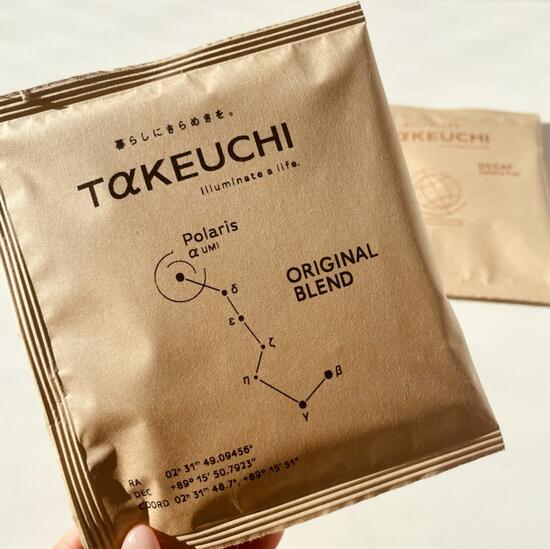 暮らしにきらめきを。
TαKEUCHI
Illuminate a life.
Polaris
α UMI
ORIGINAL
BLEND
δ
ε
ζ
η
β
γ
RA 02ʰ 31ᵐ 49.09456ˢ
DEC +89° 15' 50.7923"
COORD 02ʰ 31ᵐ 48.7ˢ, +89° 15' 51"
TαKEUCHI
DECAF